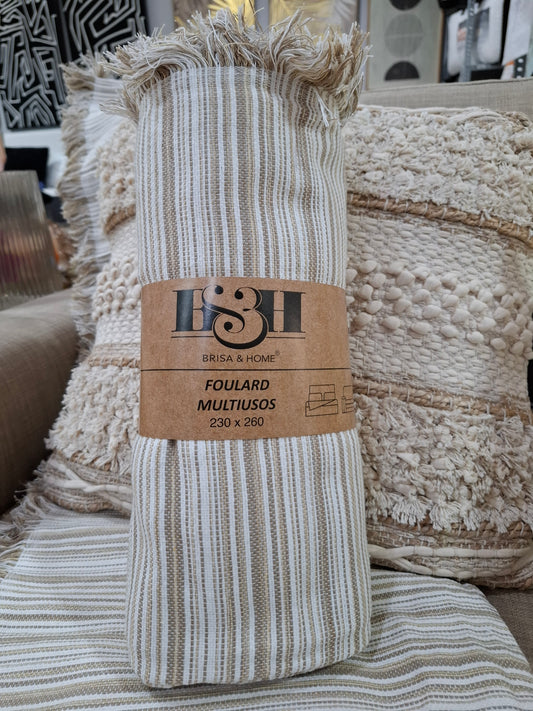 B&H
BRISA & HOME®
FOULARD
MULTIUSOS
230 x 260